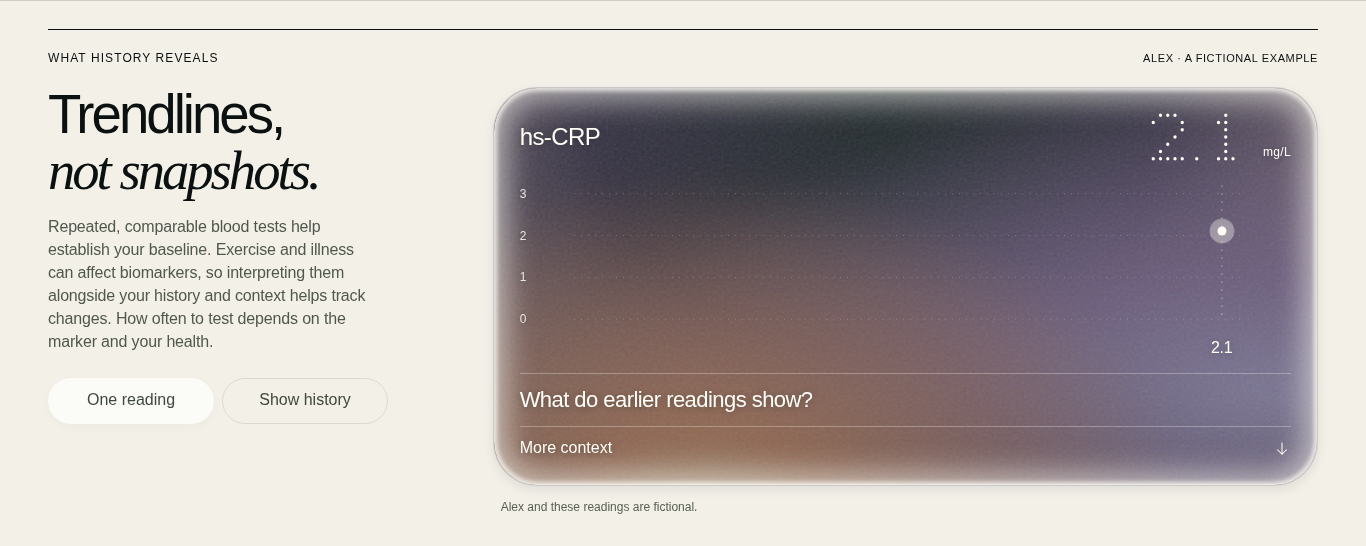 WHAT HISTORY REVEALS
ALEX · A FICTIONAL EXAMPLE
Trendlines,
not snapshots.
Repeated, comparable blood tests help
establish your baseline. Exercise and illness
can affect biomarkers, so interpreting them
alongside your history and context helps track
changes. How often to test depends on the
marker and your health.
One reading
Show history
hs-CRP
2.1 mg/L
3
2
1
0
2.1
What do earlier readings show?
More context
Alex and these readings are fictional.